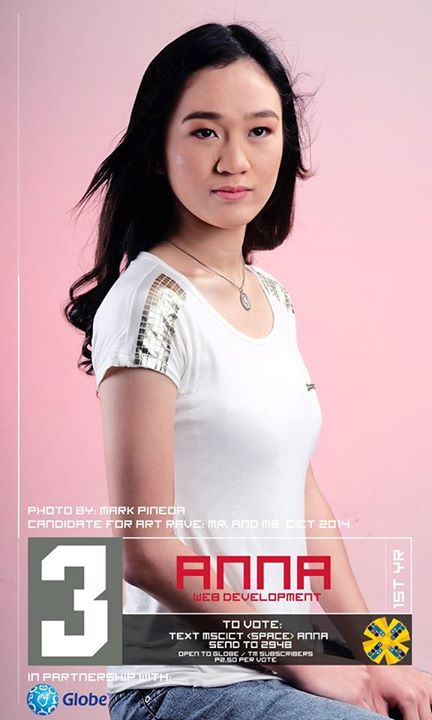 PHOTO BY: MARK PINEDA
CANDIDATE FOR ART RAVE: MR. AND MS. CICT 2014
3
ANNA
WEB DEVELOPMENT
1ST YR
TO VOTE:
TEXT MSCICT <SPACE> ANNA
SEND TO 2948
OPEN TO GLOBE / TM SUBSCRIBERS
P2.50 PER VOTE
IN PARTNERSHIP WITH:
Globe